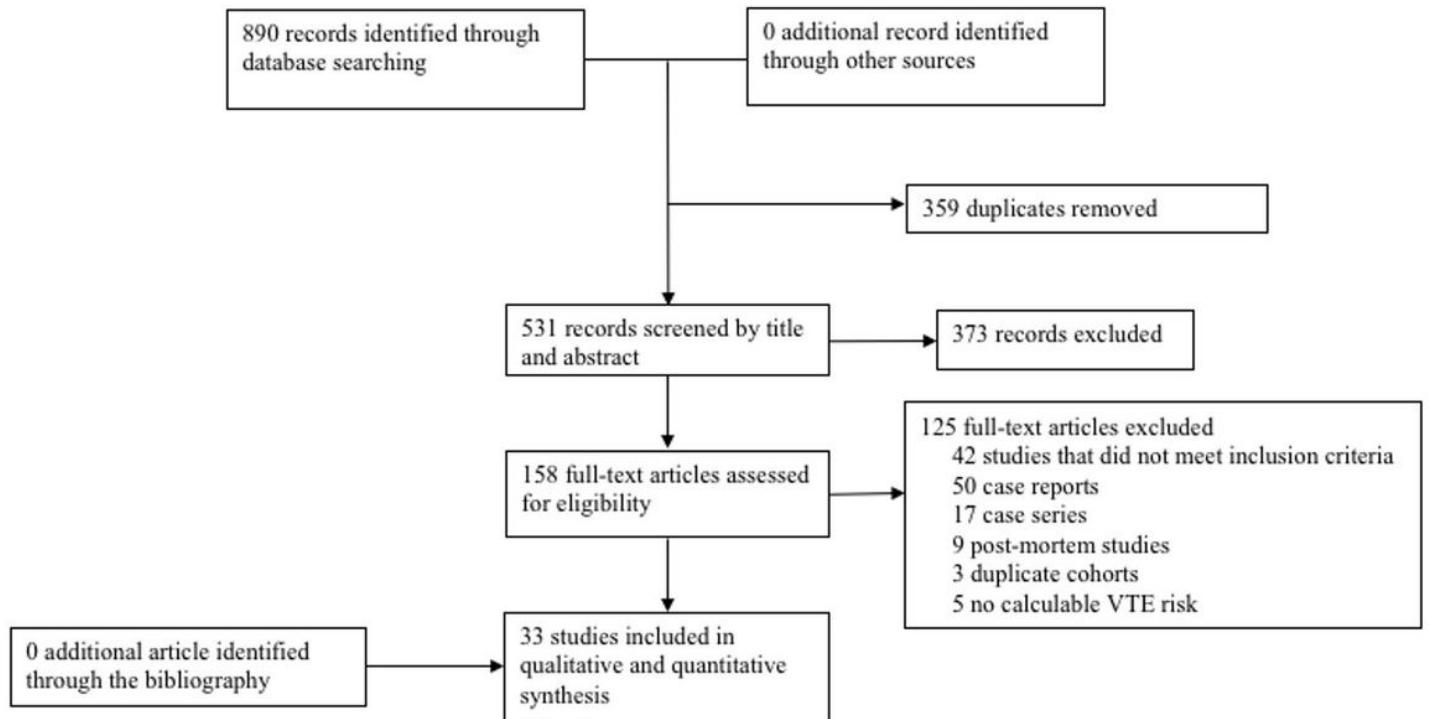 890 records identified through
database searching
0 additional record identified
through other sources
359 duplicates removed
531 records screened by title
and abstract
373 records excluded
158 full-text articles assessed
for eligibility
125 full-text articles excluded
42 studies that did not meet inclusion criteria
50 case reports
17 case series
9 post-mortem studies
3 duplicate cohorts
5 no calculable VTE risk
0 additional article identified
through the bibliography
33 studies included in
qualitative and quantitative
synthesis